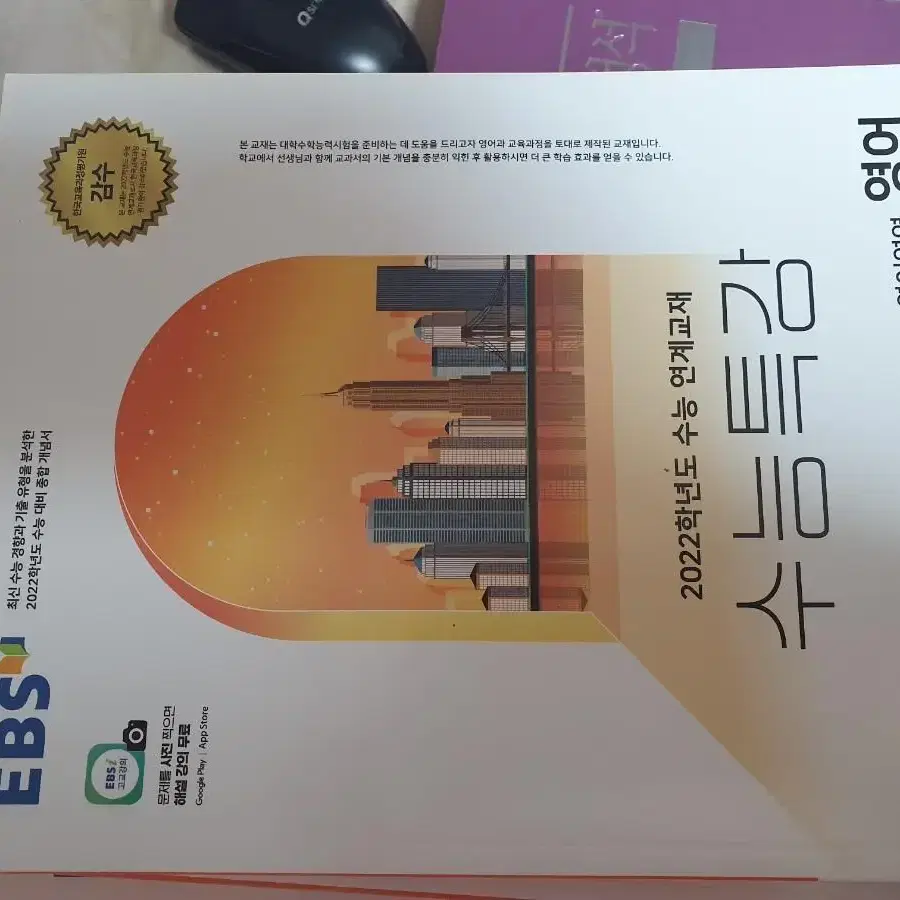 EBSi
최신 수능 경향과 기출 유형을 분석한
2022학년도 수능 대비 종합 개념서
한국교육과정평가원
감수
본 교재는 대학수학능력시험을 준비하는 데 도움을 드리고자 영어과 교육과정을 토대로 제작된 교재입니다.
학교에서 선생님과 함께 교과서의 기본 개념을 충분히 익힌 후 활용하시면 더 큰 학습 효과를 얻을 수 있습니다.
EBSi
고교강의
문제를 사진 찍으면
해설 강의 무료
Google Play | App Store
2022학년도 수능 연계교재
수능특강
영어